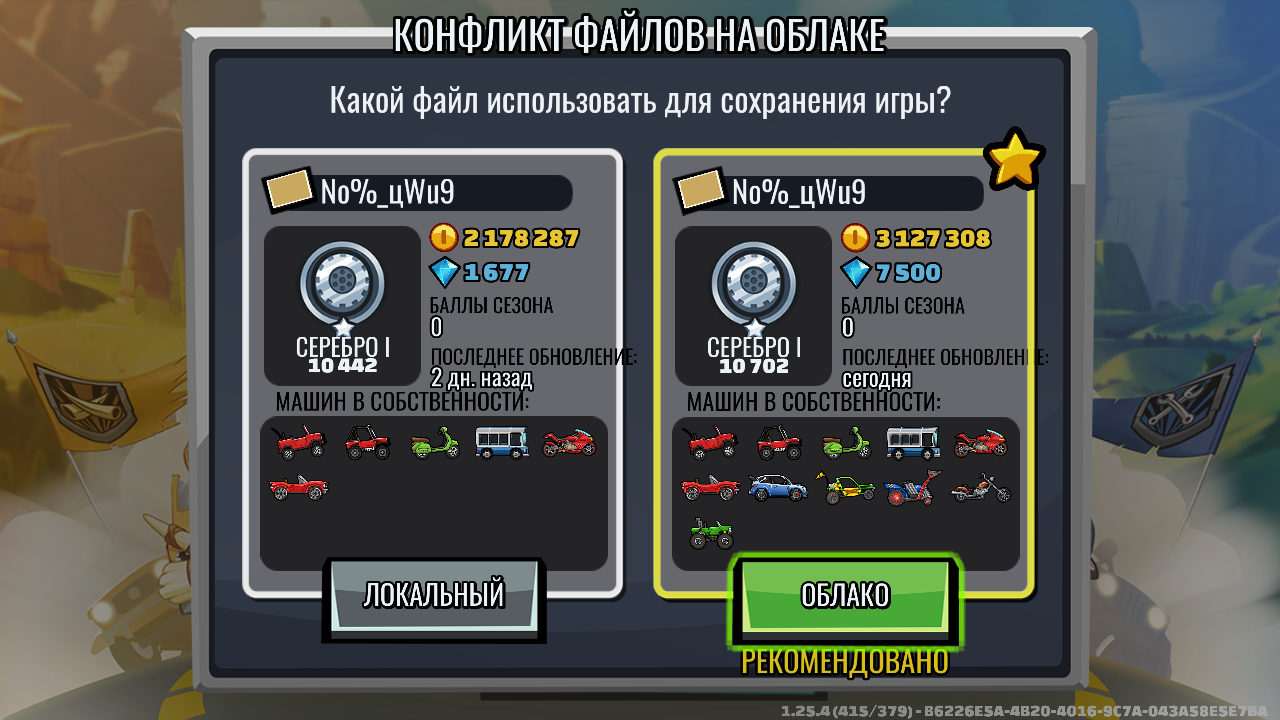 КОНФЛИКТ ФАЙЛОВ НА ОБЛАКЕ
Какой файл использовать для сохранения игры?
No%_цWu9
2 178 287
1 677
БАЛЛЫ СЕЗОНА
0
СЕРЕБРО I
10 442
ПОСЛЕДНЕЕ ОБНОВЛЕНИЕ:
2 дн. назад
МАШИН В СОБСТВЕННОСТИ:
ЛОКАЛЬНЫЙ
No%_цWu9
3 127 308
7 500
БАЛЛЫ СЕЗОНА
0
СЕРЕБРО I
10 702
ПОСЛЕДНЕЕ ОБНОВЛЕНИЕ:
сегодня
МАШИН В СОБСТВЕННОСТИ:
ОБЛАКО
РЕКОМЕНДОВАНО
1.25.4 (415/379) - B6226E5A-4B20-4016-9C7A-043A58E5E7BA